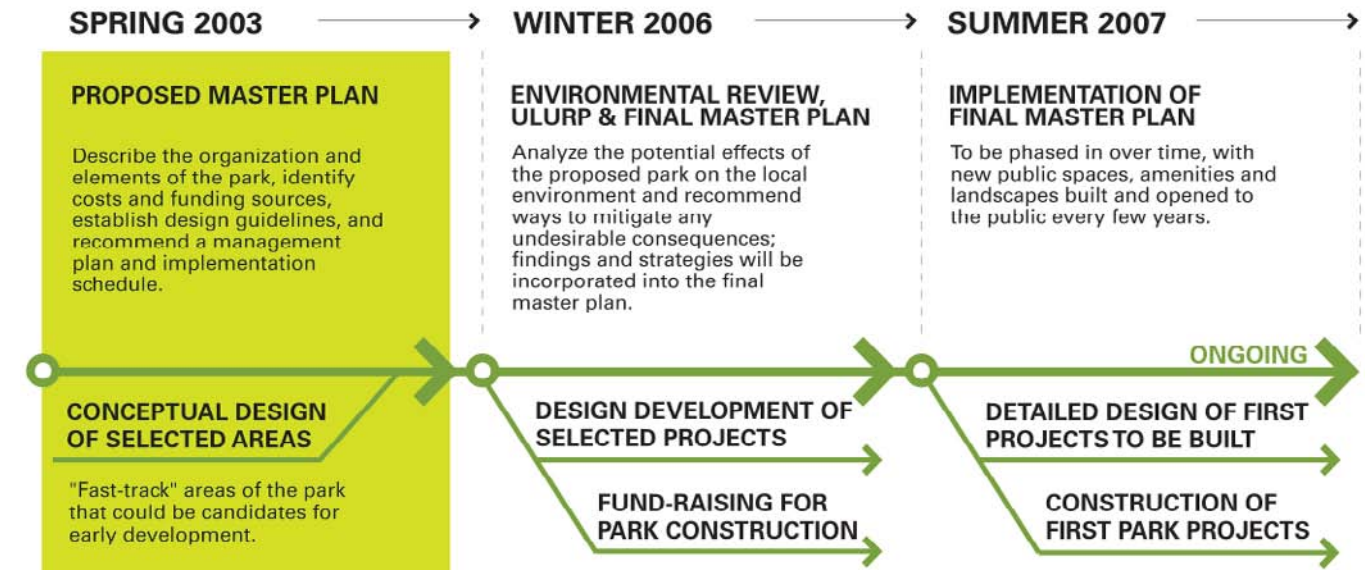 SPRING 2003
PROPOSED MASTER PLAN
Describe the organization and
elements of the park, identify
costs and funding sources,
establish design guidelines, and
recommend a management
plan and implementation
schedule.
CONCEPTUAL DESIGN
OF SELECTED AREAS
"Fast-track" areas of the park
that could be candidates for
early development.
WINTER 2006
ENVIRONMENTAL REVIEW,
ULURP & FINAL MASTER PLAN
Analyze the potential effects of
the proposed park on the local
environment and recommend
ways to mitigate any
undesirable consequences;
findings and strategies will be
incorporated into the final
master plan.
DESIGN DEVELOPMENT OF
SELECTED PROJECTS
FUND-RAISING FOR
PARK CONSTRUCTION
SUMMER 2007
IMPLEMENTATION OF
FINAL MASTER PLAN
To be phased in over time, with
new public spaces, amenities and
landscapes built and opened to
the public every few years.
ONGOING
DETAILED DESIGN OF FIRST
PROJECTS TO BE BUILT
CONSTRUCTION OF
FIRST PARK PROJECTS